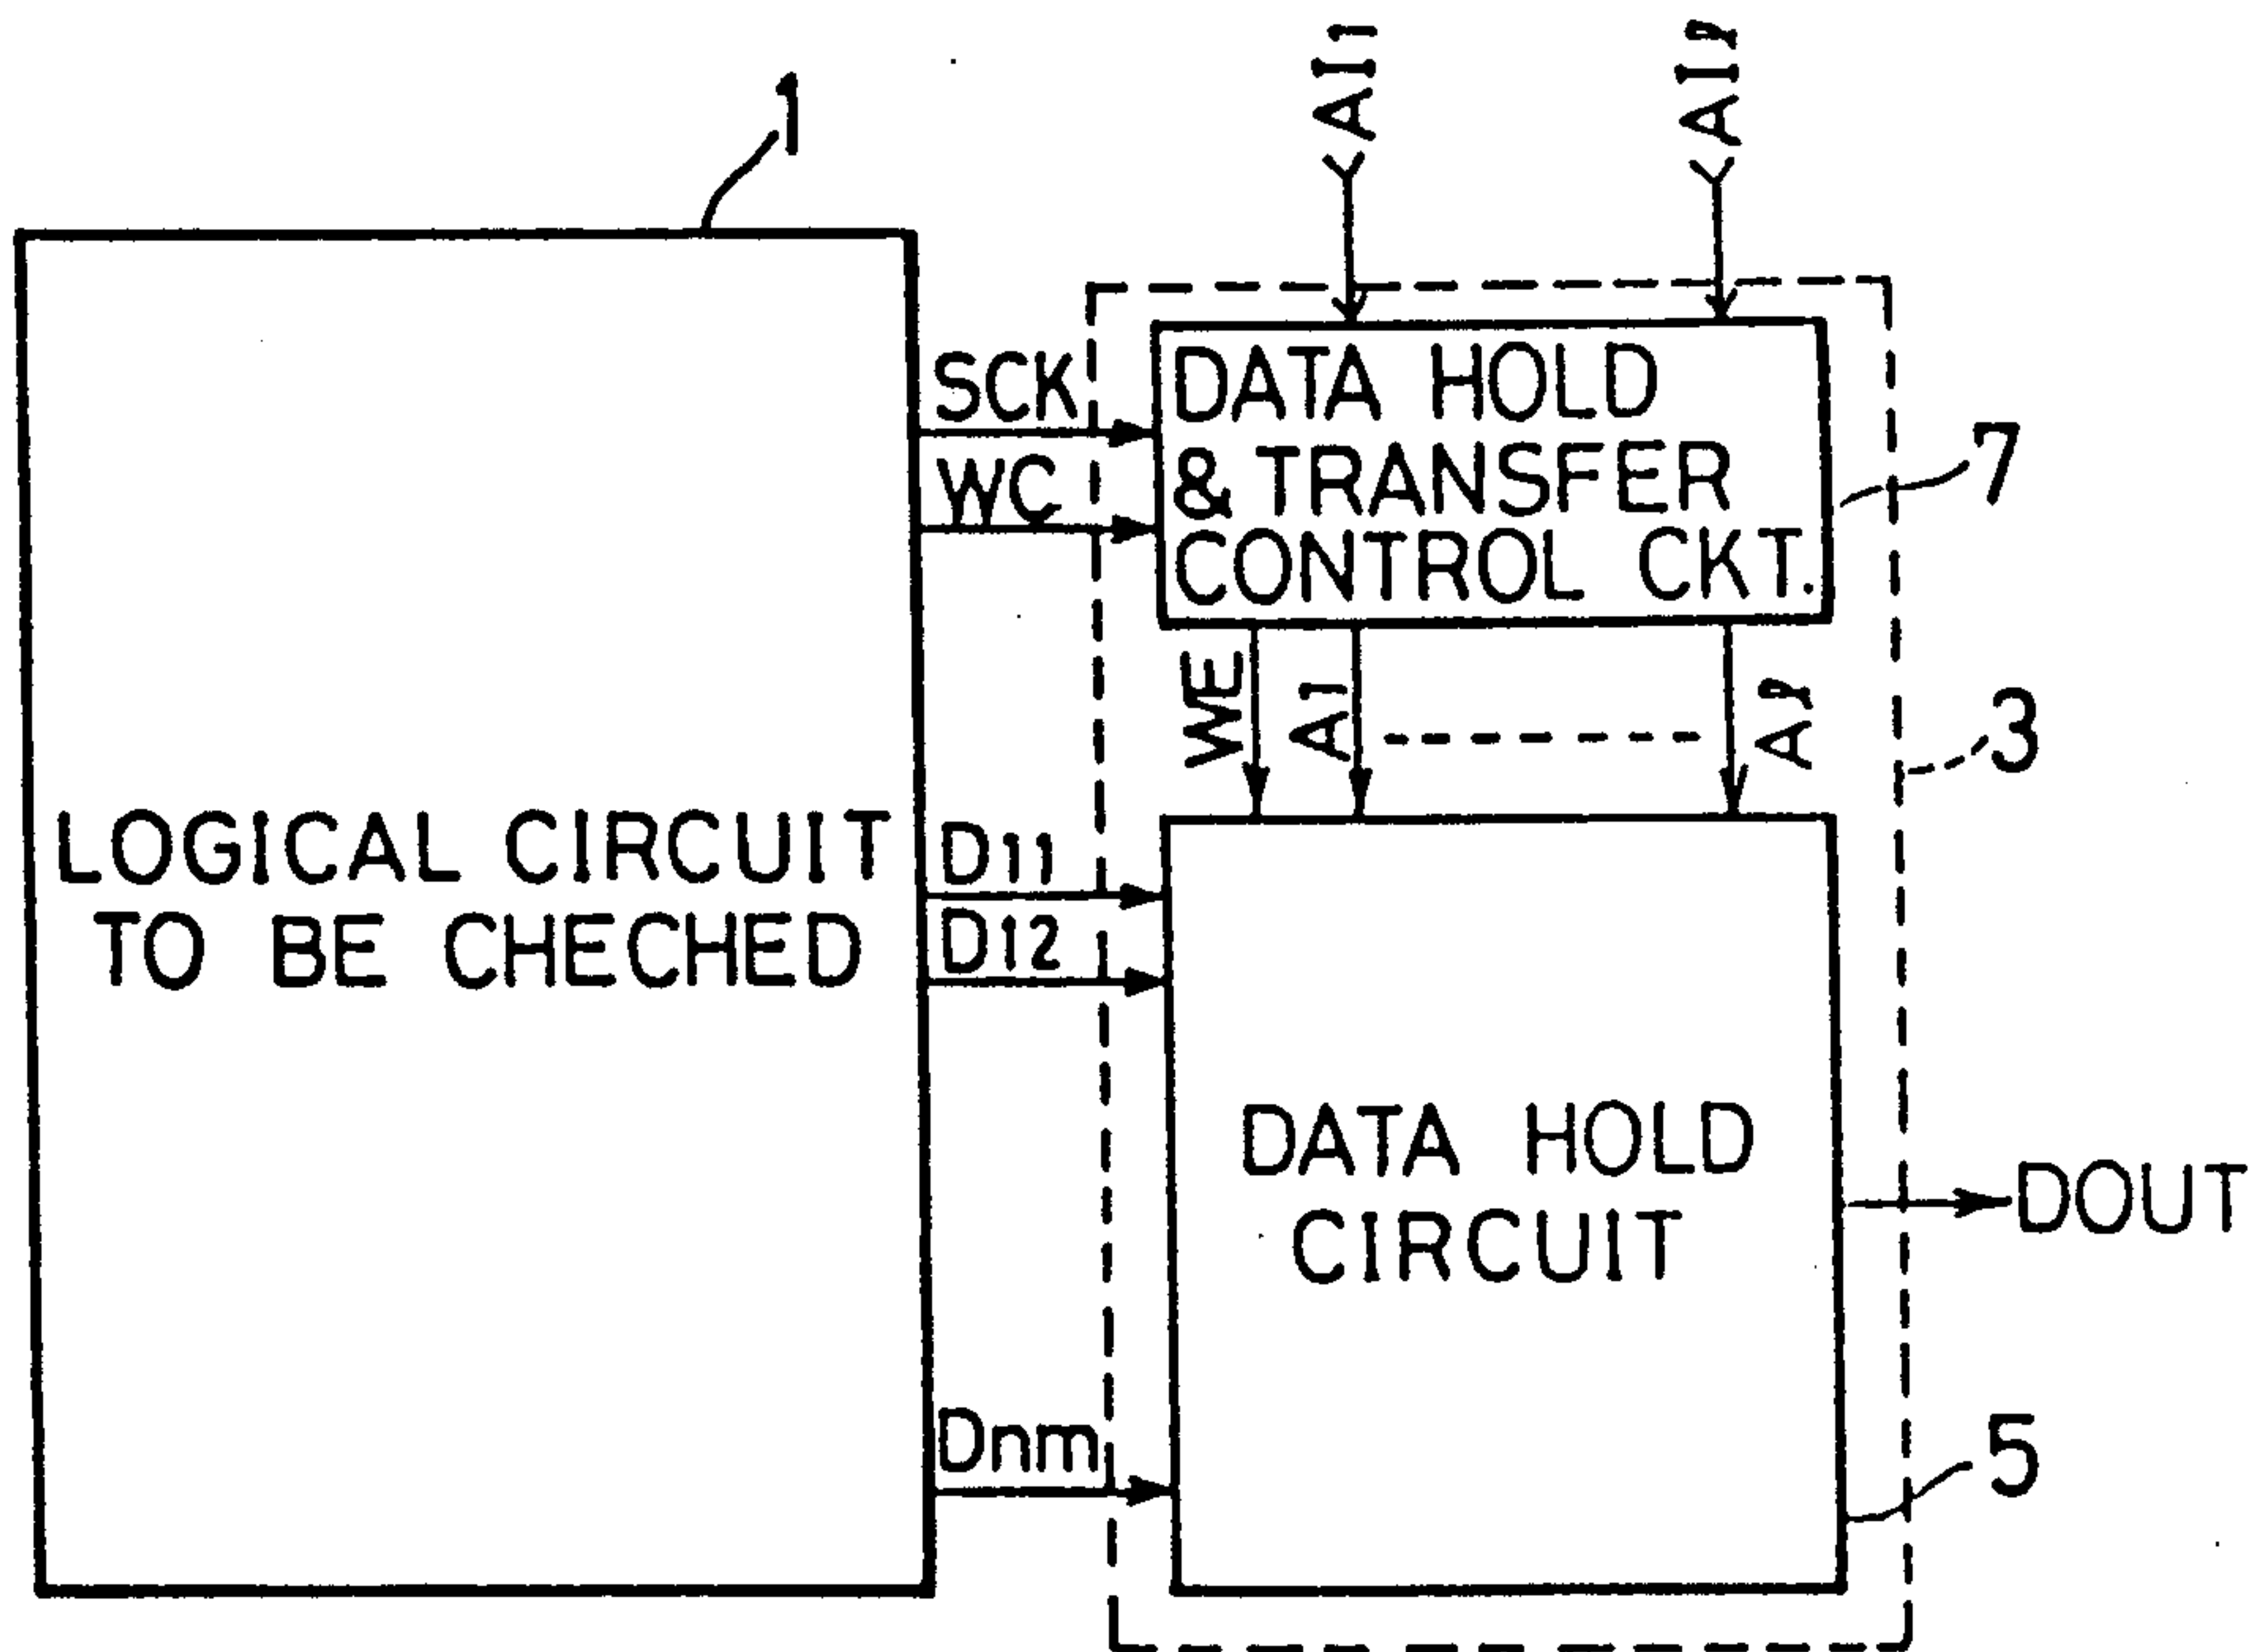 1
AI1
AIℓ
SCK
WC
DATA HOLD
& TRANSFER
CONTROL CKT.
7
WE
A1
Aℓ
3
LOGICAL CIRCUIT
TO BE CHECHED
D11
D12
DATA HOLD
CIRCUIT
DOUT
Dnm
5